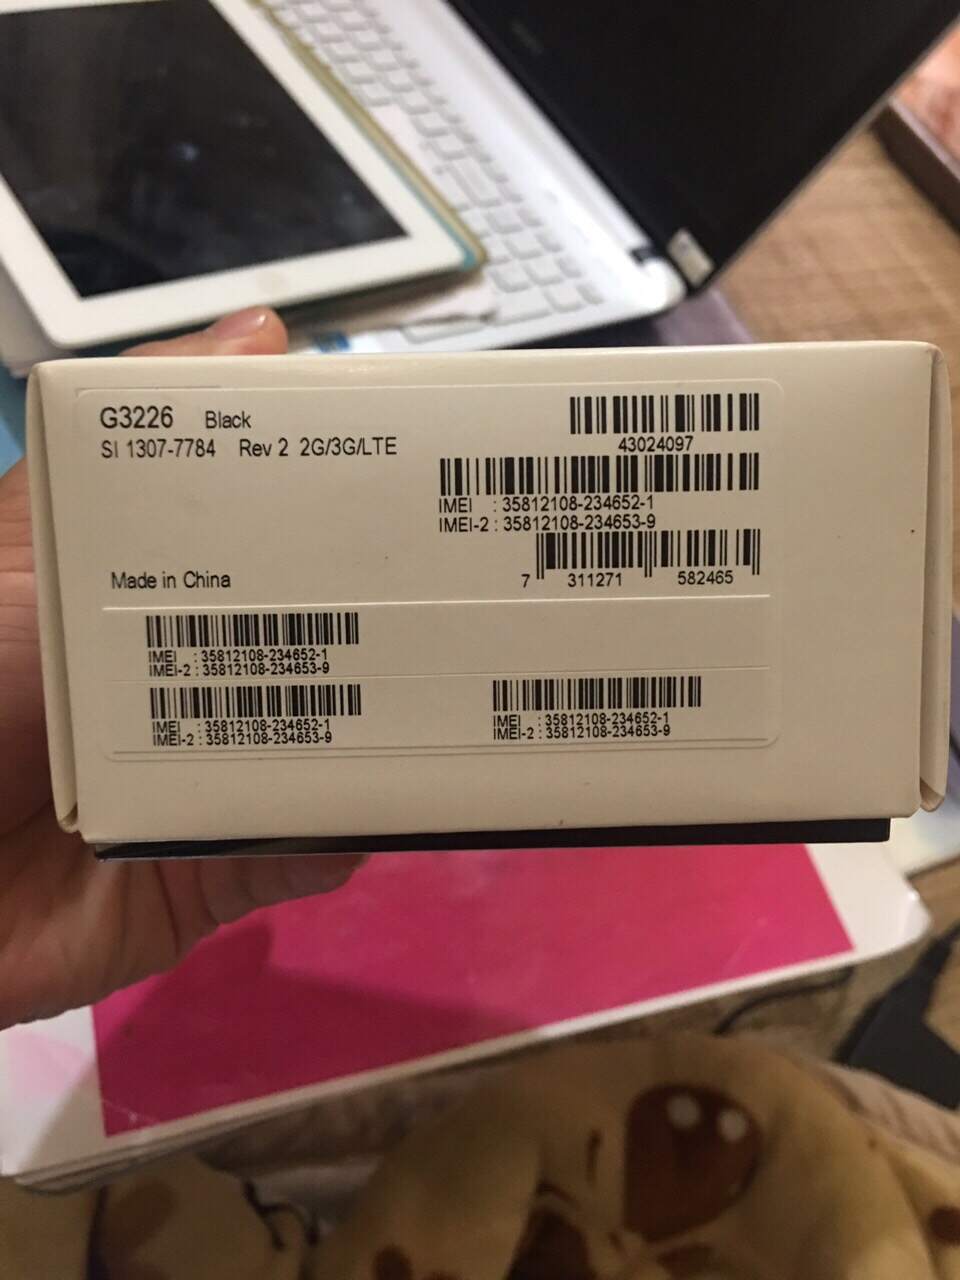 G3226 Black
SI 1307-7784 Rev 2 2G/3G/LTE
43024097
IMEI : 35812108-234652-1
IMEI-2 : 35812108-234653-9
7 311271 582465
Made in China
IMEI : 35812108-234652-1
IMEI-2 : 35812108-234653-9
IMEI : 35812108-234652-1
IMEI-2 : 35812108-234653-9
IMEI : 35812108-234652-1
IMEI-2 : 35812108-234653-9